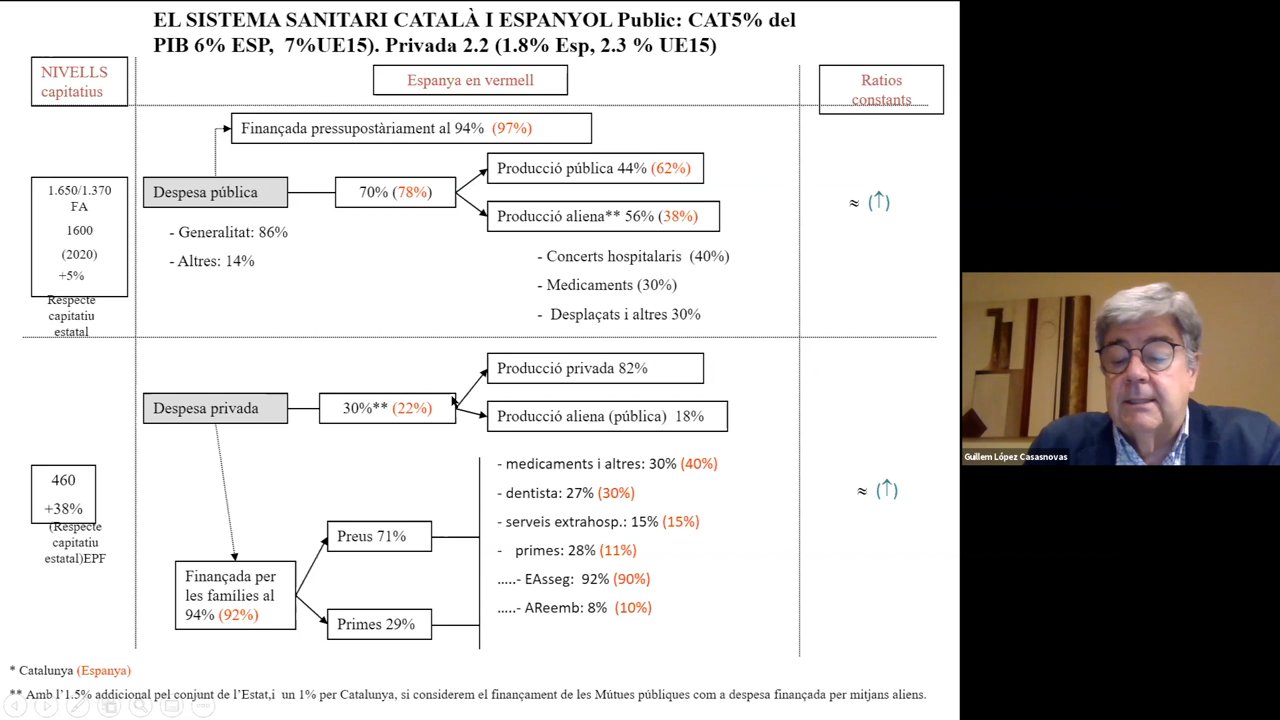 EL SISTEMA SANITARI CATALÀ I ESPANYOL Public: CAT5% del
PIB 6% ESP, 7%UE15). Privada 2.2 (1.8% Esp, 2.3 % UE15)
NIVELLS
capitatius
Espanya en vermell
Ratios
constants
Finançada pressupostàriament al 94% (97%)
1.650/1.370
FA
1600
(2020)
+5%
Respecte
capitatiu
estatal
Despesa pública
70% (78%)
Producció pública 44% (62%)
Producció aliena** 56% (38%)
- Generalitat: 86%
- Altres: 14%
- Concerts hospitalaris (40%)
- Medicaments (30%)
- Desplaçats i altres 30%
≈ (↑)
Despesa privada
30%** (22%)
Producció privada 82%
Producció aliena (pública) 18%
460
+38%
(Respecte
capitatiu
estatal)EPF
Finançada per
les famílies al
94% (92%)
Preus 71%
Primes 29%
- medicaments i altres: 30% (40%)
- dentista: 27% (30%)
- serveis extrahosp.: 15% (15%)
- primes: 28% (11%)
…..- EAsseg: 92% (90%)
…..- AReemb: 8% (10%)
≈ (↑)
* Catalunya (Espanya)
** Amb l’1.5% addicional pel conjunt de l’Estat,i un 1% per Catalunya, si considerem el finançament de les Mútues públiques com a despesa finançada per mitjans aliens.
Guillem López Casasnovas